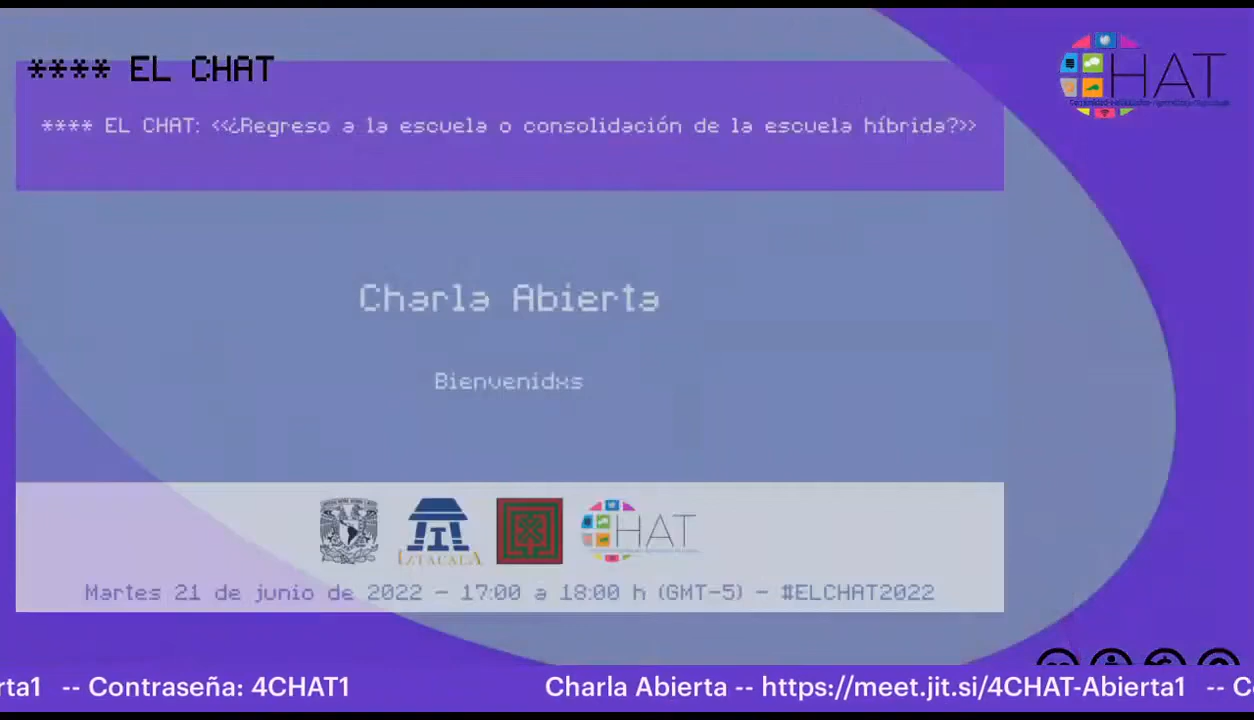 **** EL CHAT
HAT
**** EL CHAT: <<¿Regreso a la escuela o consolidación de la escuela híbrida?>>
Charla Abierta
Bienvenidxs
IZTACALA
HAT
Martes 21 de junio de 2022 - 17:00 a 18:00 h (GMT-5) - #ELCHAT2022
rta1 -- Contraseña: 4CHAT1 Charla Abierta -- https://meet.jit.si/4CHAT-Abierta1 -- C